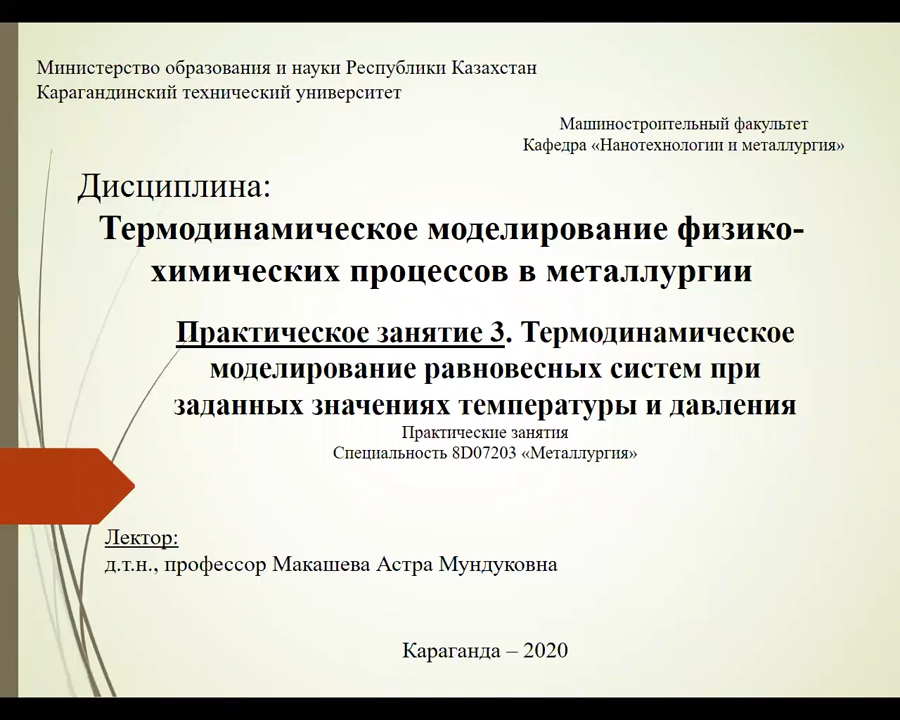 Министерство образования и науки Республики Казахстан
Карагандинский технический университет
Машиностроительный факультет
Кафедра «Нанотехнологии и металлургия»
Дисциплина:
Термодинамическое моделирование физико-
химических процессов в металлургии
Практическое занятие 3. Термодинамическое
моделирование равновесных систем при
заданных значениях температуры и давления
Практические занятия
Специальность 8D07203 «Металлургия»
Лектор:
д.т.н., профессор Макашева Астра Мундуковна
Караганда – 2020